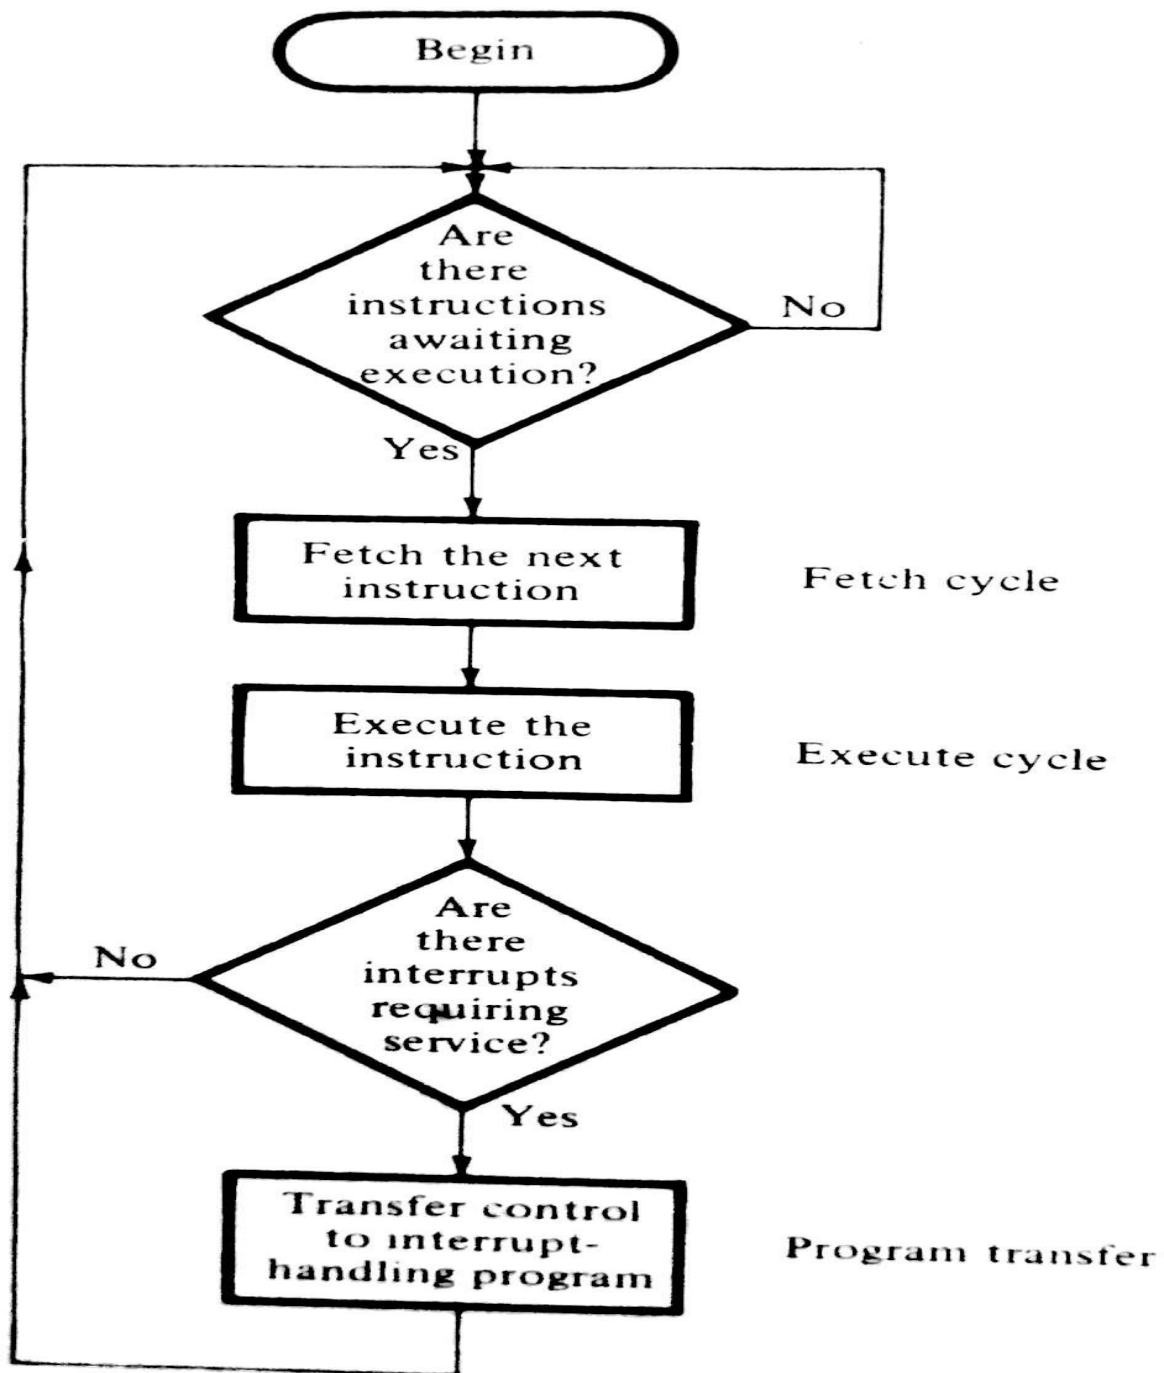 Begin
Are
there
instructions
awaiting
execution?
No
Yes
Fetch the next
instruction
Fetch cycle
Execute the
instruction
Execute cycle
Are
there
interrupts
requiring
service?
No
Yes
Transfer control
to interrupt-
handling program
Program transfer